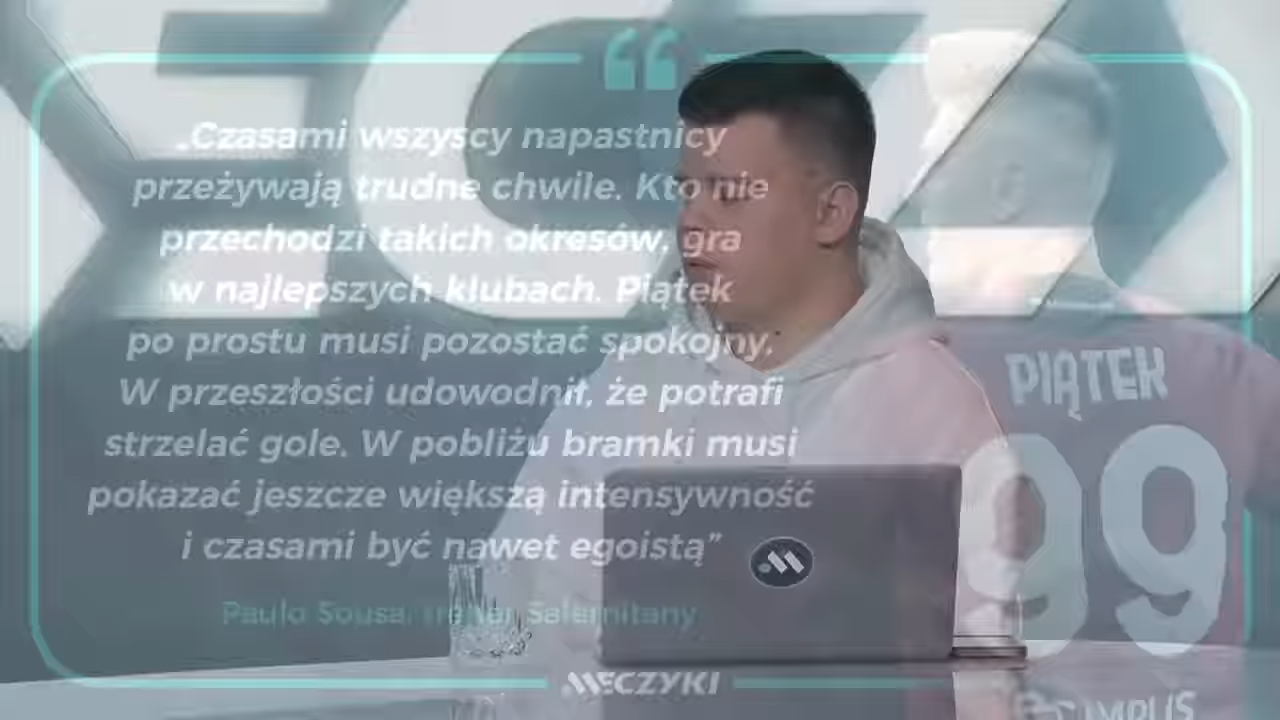 „Czasami wszyscy napastnicy
przeżywają trudne chwile. Kto nie
przechodzi takich okresów, gra
w najlepszych klubach. Piątek
po prostu musi pozostać spokojny.
W przeszłości udowodnił, że potrafi
strzelać gole. W pobliżu bramki musi
pokazać jeszcze większą intensywność
i czasami być nawet egoistą”
Paulo Sousa, trener Salernitany
MECZYKI
PIĄTEK
99